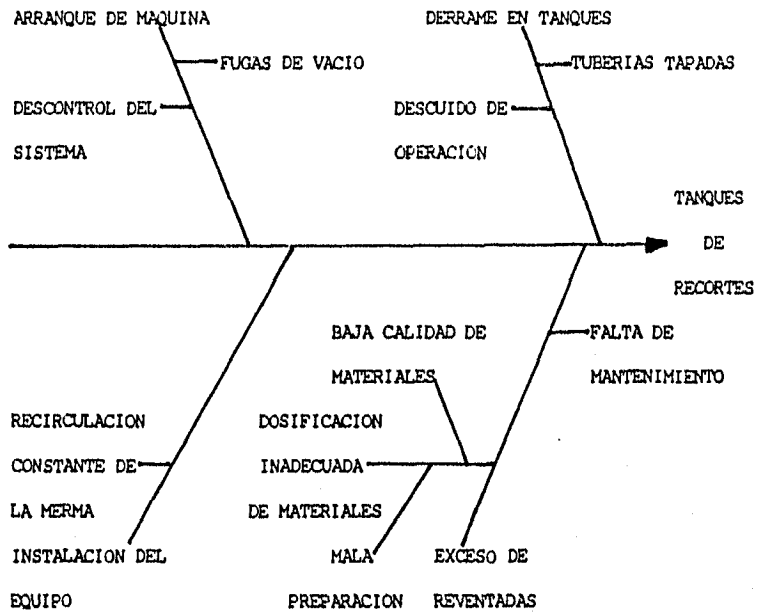 ARRANQUE DE MAQUINA
FUGAS DE VACIO
DESCONTROL DEL
SISTEMA
DERRAME EN TANQUES
TUBERIAS TAPADAS
DESCUIDO DE
OPERACION
TANQUES
DE
RECORTES
BAJA CALIDAD DE
MATERIALES
FALTA DE
MANTENIMIENTO
RECIRCULACION
CONSTANTE DE
LA MERMA
INSTALACION DEL
EQUIPO
DOSIFICACION
INADECUADA
DE MATERIALES
MALA
PREPARACION
EXCESO DE
REVENTADAS